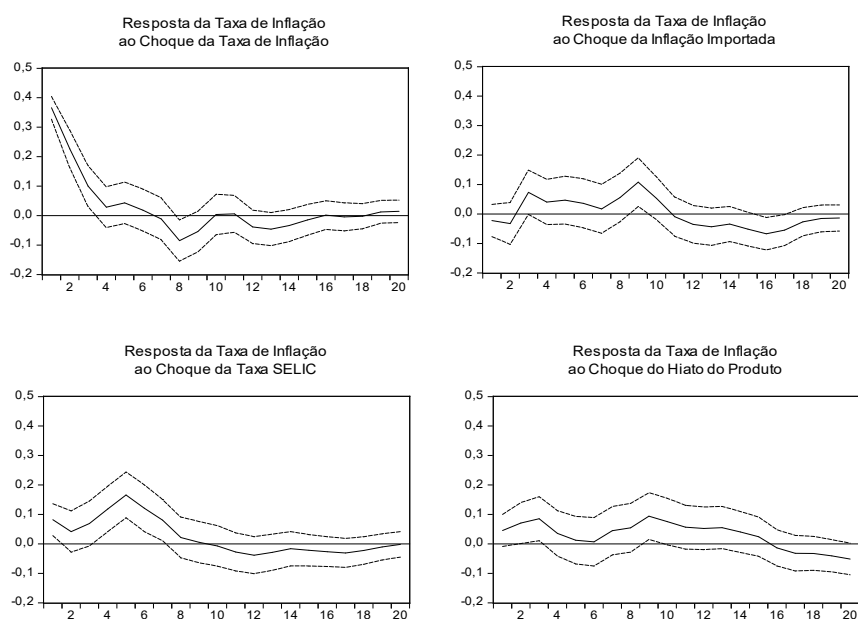 Resposta da Taxa de Inflação
ao Choque da Taxa de Inflação
0,5
0,4
0,3
0,2
0,1
0,0
-0,1
-0,2
2 4 6 8 10 12 14 16 18 20
Resposta da Taxa de Inflação
ao Choque da Inflação Importada
0,5
0,4
0,3
0,2
0,1
0,0
-0,1
-0,2
2 4 6 8 10 12 14 16 18 20
Resposta da Taxa de Inflação
ao Choque da Taxa SELIC
0,5
0,4
0,3
0,2
0,1
0,0
-0,1
-0,2
2 4 6 8 10 12 14 16 18 20
Resposta da Taxa de Inflação
ao Choque do Hiato do Produto
0,5
0,4
0,3
0,2
0,1
0,0
-0,1
-0,2
2 4 6 8 10 12 14 16 18 20